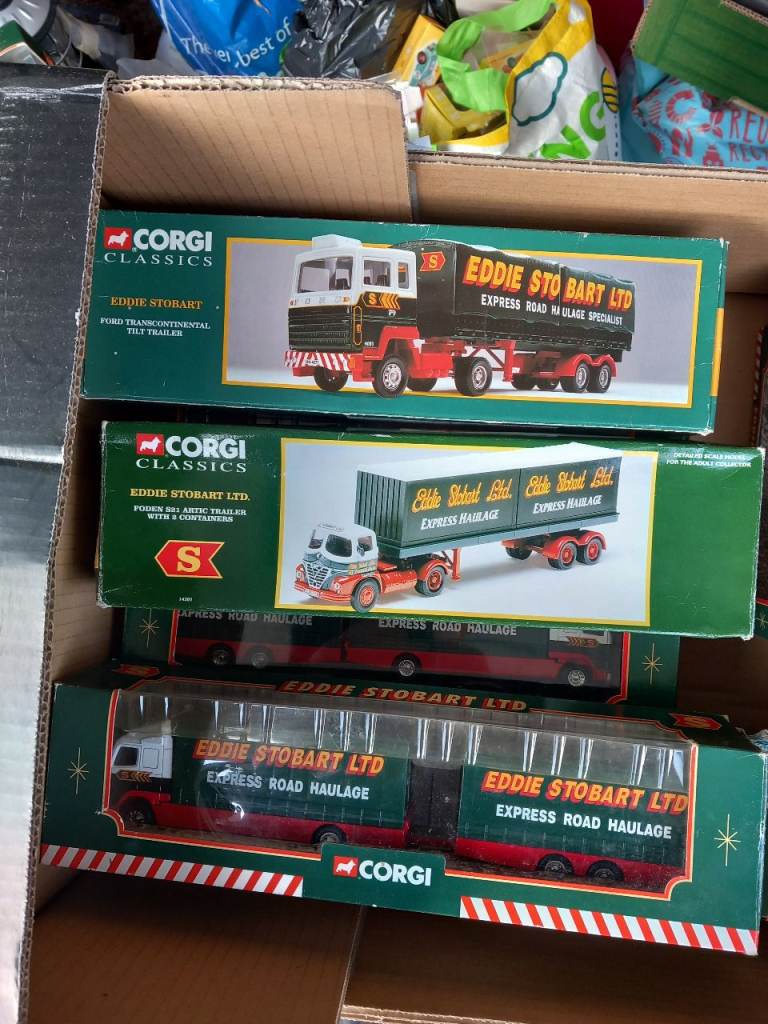 The
best of
CORGI
CLASSICS
EDDIE STOBART
FORD TRANSCONTINENTAL
TILT TRAILER
S
EDDIE STOBART LTD
EXPRESS ROAD HAULAGE SPECIALIST
S
CORGI
CLASSICS
EDDIE STOBART LTD.
FODEN S21 ARTIC TRAILER
WITH 2 CONTAINERS
S
DETAILED SCALE MODEL
FOR THE ADULT COLLECTOR
Eddie Stobart Ltd.
EXPRESS HAULAGE
Eddie Stobart Ltd.
EXPRESS HAULAGE
EXPRESS ROAD HAULAGE
EXPRESS ROAD HAULAGE
S
EDDIE STOBART LTD
S
EDDIE STOBART LTD
EXPRESS ROAD HAULAGE
EDDIE STOBART LTD
EXPRESS ROAD HAULAGE
CORGI